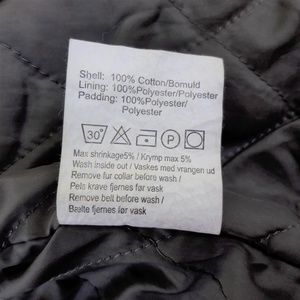 Shell: 100% Cotton/Bomuld
Lining: 100%Polyester/Polyester
Padding: 100%Polyester/
Polyester
30°
P
Max shrinkage5% / Krymp max 5%
Wash inside out / Vaskes med vrangen ud
Remove fur collar before wash /
Pels krave fjernes før vask
Remove belt before wash /
Bælte fjernes før vask